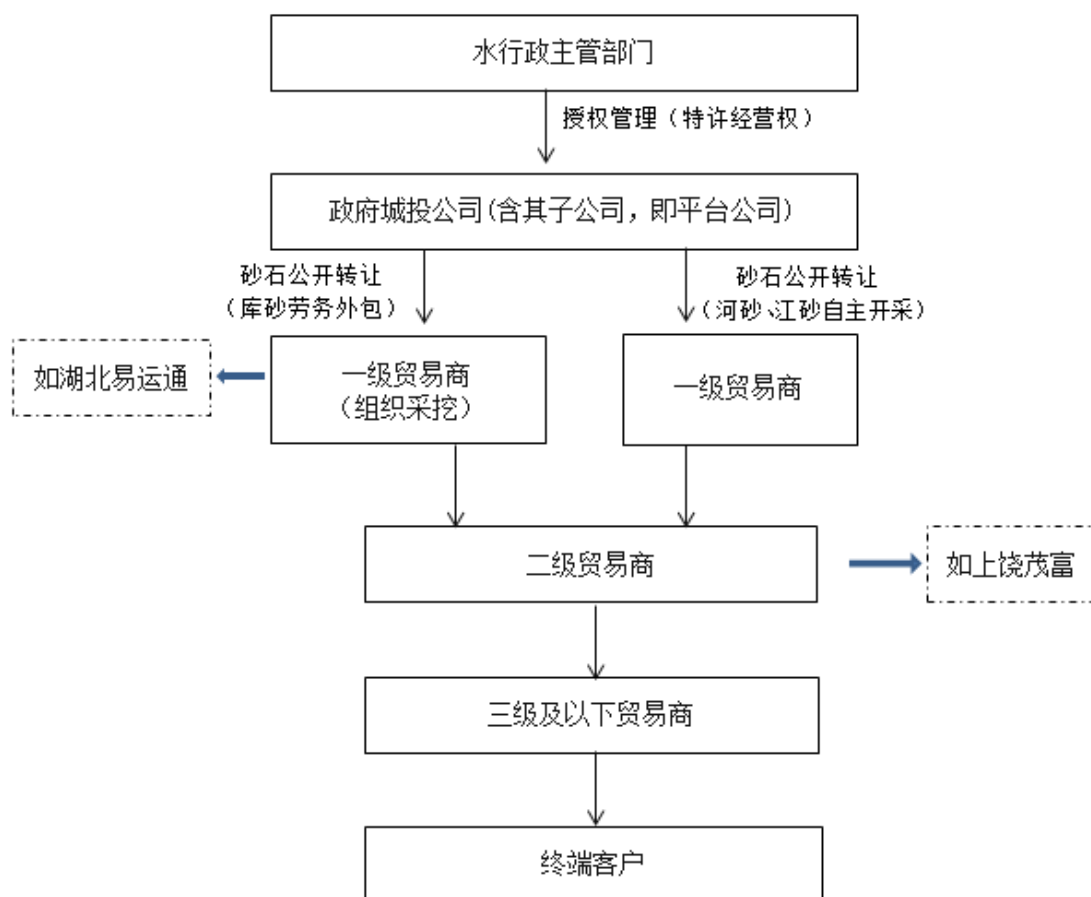 水行政主管部门
授权管理（特许经营权）
政府城投公司(含其子公司，即平台公司)
砂石公开转让
（库砂劳务外包）
砂石公开转让
（河砂、江砂自主开采）
如湖北易运通
一级贸易商
（组织采挖）
一级贸易商
二级贸易商
如上饶茂富
三级及以下贸易商
终端客户